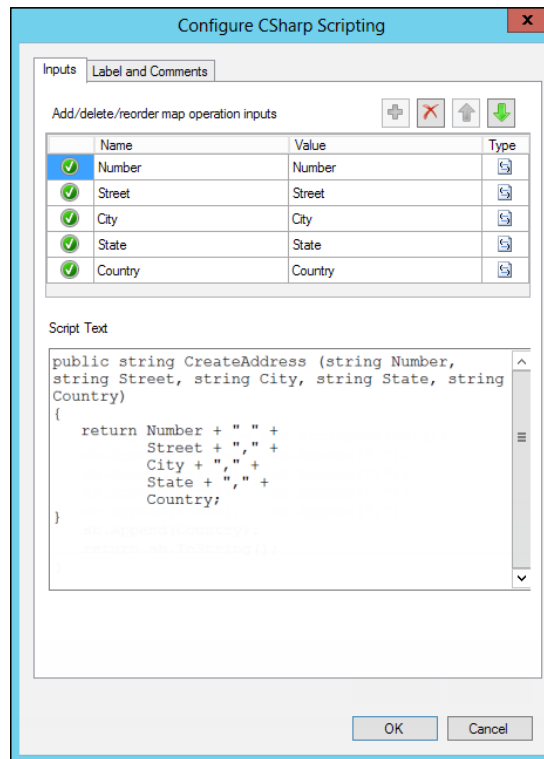 Configure CSharp Scripting
x
Inputs Label and Comments
Add/delete/reorder map operation inputs
Name Value Type
Number Number
Street Street
City City
State State
Country Country
Script Text
public string CreateAddress (string Number,
string Street, string City, string State, string
Country)
{
return Number + " " +
Street + "," +
City + "," +
State + "," +
Country;
}
OK Cancel